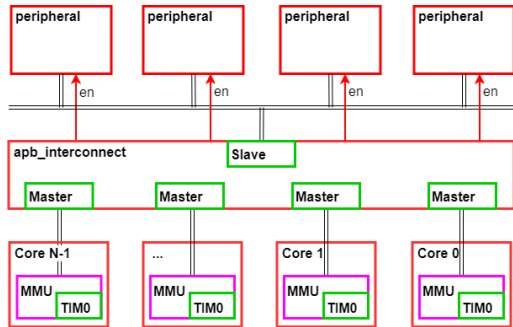 peripheral peripheral peripheral peripheral
en en en en
apb_interconnect Slave
Master Master Master Master
Core N-1 ... Core 1 Core 0
MMU MMU MMU MMU
TIM0 TIM0 TIM0 TIM0